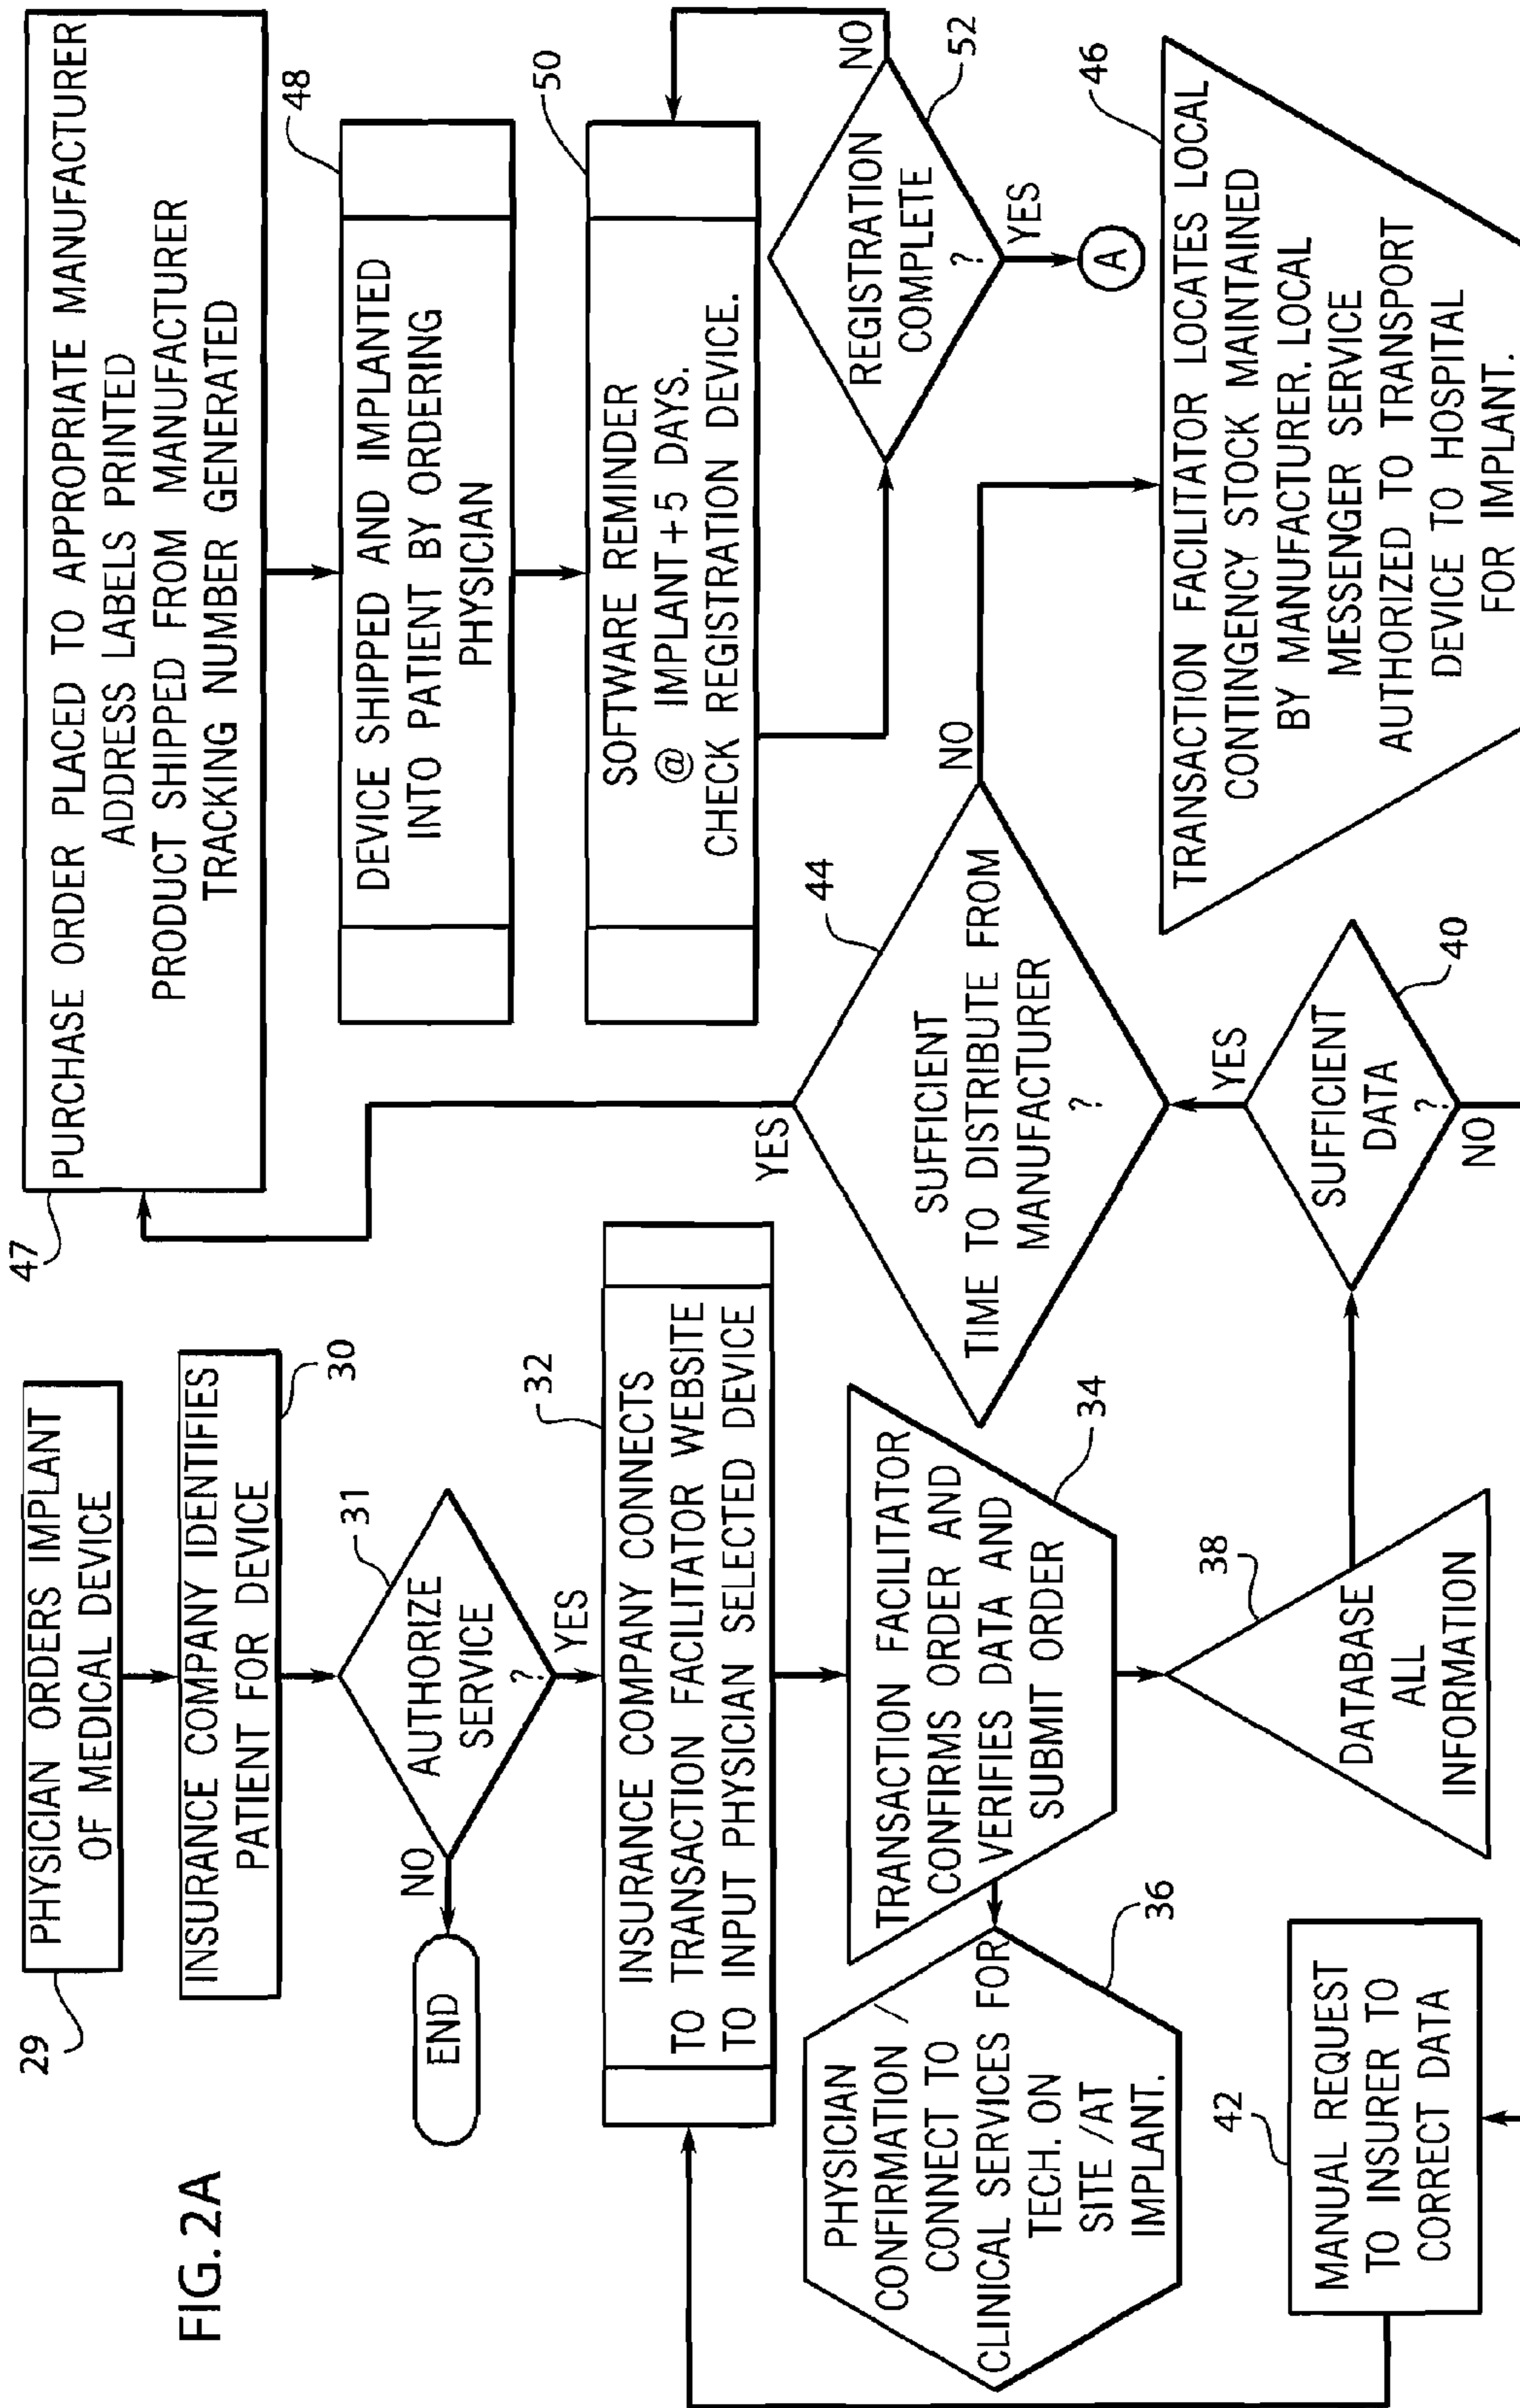 FIG.2A
29
PHYSICIAN ORDERS IMPLANT
OF MEDICAL DEVICE
INSURANCE COMPANY IDENTIFIES
PATIENT FOR DEVICE
30
31
AUTHORIZE
SERVICE
?
NO
END
YES
32
INSURANCE COMPANY CONNECTS
TO TRANSACTION FACILITATOR WEBSITE
TO INPUT PHYSICIAN SELECTED DEVICE
TRANSACTION FACILITATOR
CONFIRMS ORDER AND
VERIFIES DATA AND
SUBMIT ORDER
34
PHYSICIAN
CONFIRMATION /
CONNECT TO
CLINICAL SERVICES FOR
TECH. ON
SITE /AT
IMPLANT.
36
38
DATABASE
ALL
INFORMATION
42
MANUAL REQUEST
TO INSURER TO
CORRECT DATA
SUFFICIENT
DATA
?
40
YES
NO
44
SUFFICIENT
TIME TO DISTRIBUTE FROM
MANUFACTURER
?
YES
NO
47
PURCHASE ORDER PLACED TO APPROPRIATE MANUFACTURER
ADDRESS LABELS PRINTED
PRODUCT SHIPPED FROM MANUFACTURER
TRACKING NUMBER GENERATED
48
DEVICE SHIPPED AND IMPLANTED
INTO PATIENT BY ORDERING
PHYSICIAN
50
SOFTWARE REMINDER
@ IMPLANT+5 DAYS.
CHECK REGISTRATION DEVICE.
REGISTRATION
COMPLETE
?
52
NO
YES
A
46
TRANSACTION FACILITATOR LOCATES LOCAL
CONTINGENCY STOCK MAINTAINED
BY MANUFACTURER. LOCAL
MESSENGER SERVICE
AUTHORIZED TO TRANSPORT
DEVICE TO HOSPITAL
FOR IMPLANT.